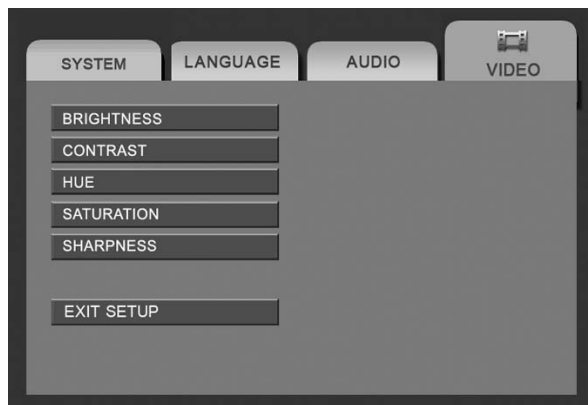 SYSTEM LANGUAGE AUDIO VIDEO
BRIGHTNESS
CONTRAST
HUE
SATURATION
SHARPNESS
EXIT SETUP